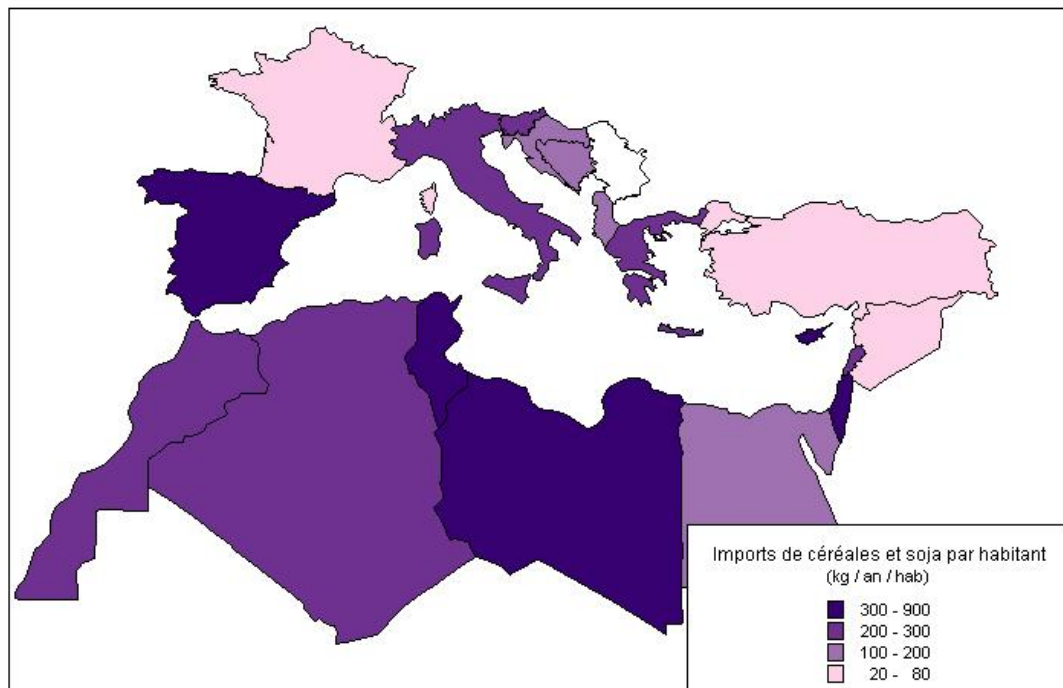 Imports de céréales et soja par habitant
(kg / an / hab)
300 - 900
200 - 300
100 - 200
20 - 80